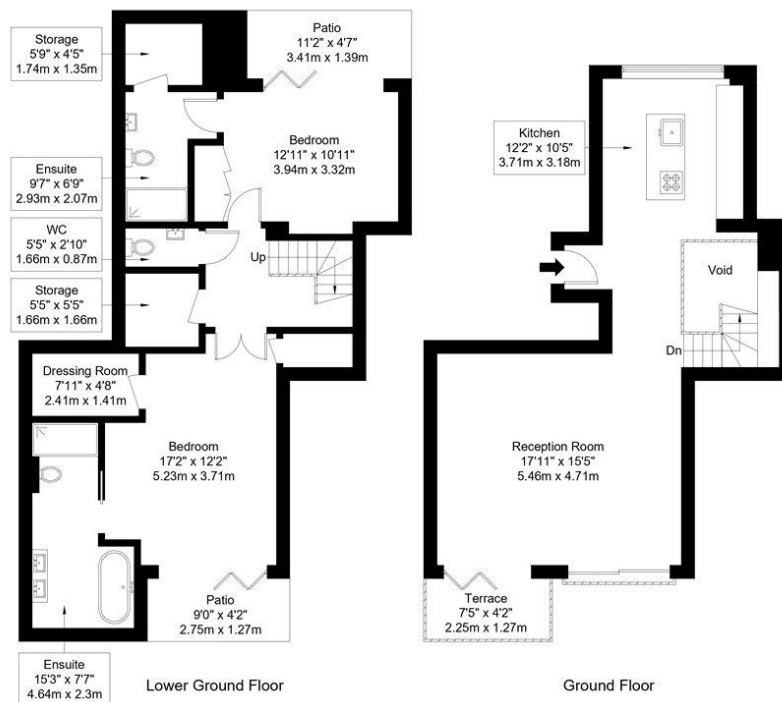 Storage
5'9" x 4'5"
1.74m x 1.35m
Patio
11'2" x 4'7"
3.41m x 1.39m
Bedroom
12'11" x 10'11"
3.94m x 3.32m
Ensuite
9'7" x 6'9"
2.93m x 2.07m
WC
5'5" x 2'10"
1.66m x 0.87m
Up
Storage
5'5" x 5'5"
1.66m x 1.66m
Dressing Room
7'11" x 4'8"
2.41m x 1.41m
Bedroom
17'2" x 12'2"
5.23m x 3.71m
Patio
9'0" x 4'2"
2.75m x 1.27m
Ensuite
15'3" x 7'7"
4.64m x 2.3m
Lower Ground Floor
Kitchen
12'2" x 10'5"
3.71m x 3.18m
Void
Dn
Reception Room
17'11" x 15'5"
5.46m x 4.71m
Terrace
7'5" x 4'2"
2.25m x 1.27m
Ground Floor